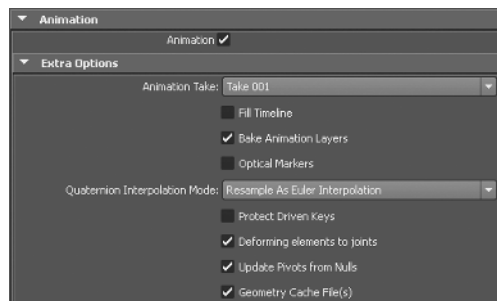 Animation
Animation
Extra Options
Animation Take: Take 001
Fill Timeline
Bake Animation Layers
Optical Markers
Quaternion Interpolation Mode: Resample As Euler Interpolation
Protect Driven Keys
Deforming elements to joints
Update Pivots from Nulls
Geometry Cache File(s)